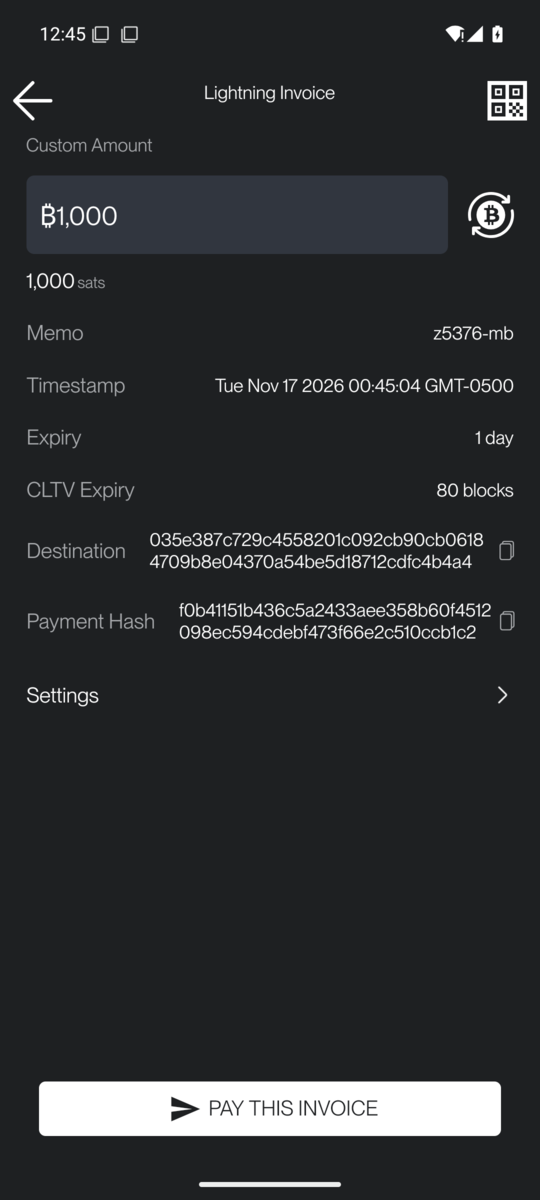 12:45
Lightning Invoice
Custom Amount
₿1,000
1,000 sats
Memo z5376-mb
Timestamp Tue Nov 17 2026 00:45:04 GMT-0500
Expiry 1 day
CLTV Expiry 80 blocks
Destination 035e387c729c4558201c092cb90cb0618
4709b8e04370a54be5d18712cdfc4b4a4
Payment Hash f0b41151b436c5a2433aee358b60f4512
098ec594cdebf473f66e2c510ccb1c2
Settings
PAY THIS INVOICE